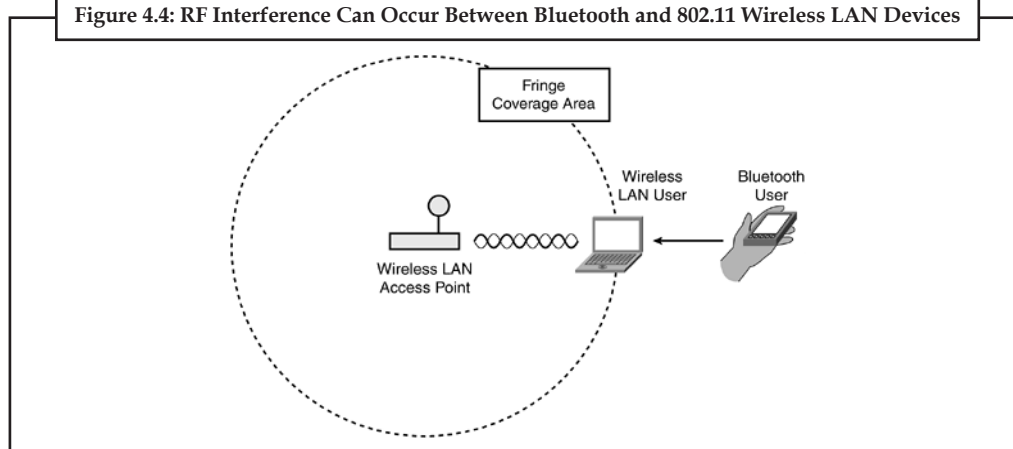 Figure 4.4: RF Interference Can Occur Between Bluetooth and 802.11 Wireless LAN Devices
Fringe
Coverage Area
Wireless
LAN User
Bluetooth
User
Wireless LAN
Access Point